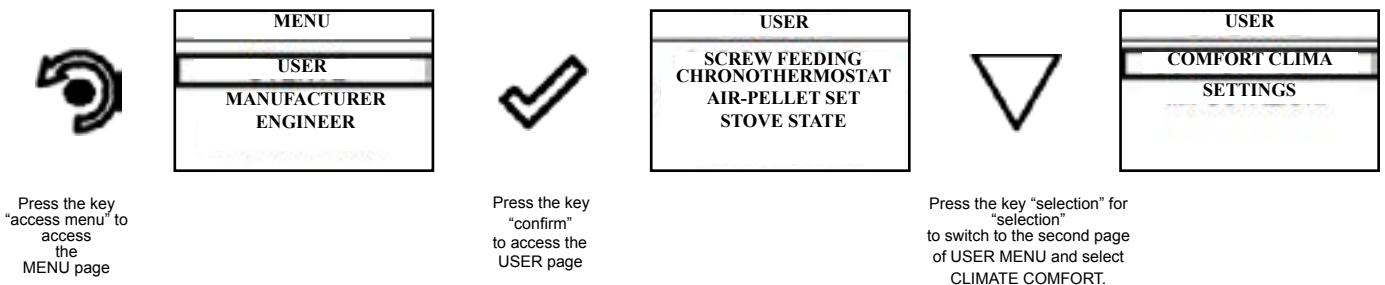 MENU
USER
MANUFACTURER
ENGINEER
USER
SCREW FEEDING
CHRONOTHERMOSTAT
AIR-PELLET SET
STOVE STATE
USER
COMFORT CLIMA
SETTINGS
Press the key
“access menu” to
access
the
MENU page
Press the key
“confirm”
to access the
USER page
Press the key “selection” for
“selection”
to switch to the second page
of USER MENU and select
CLIMATE COMFORT.